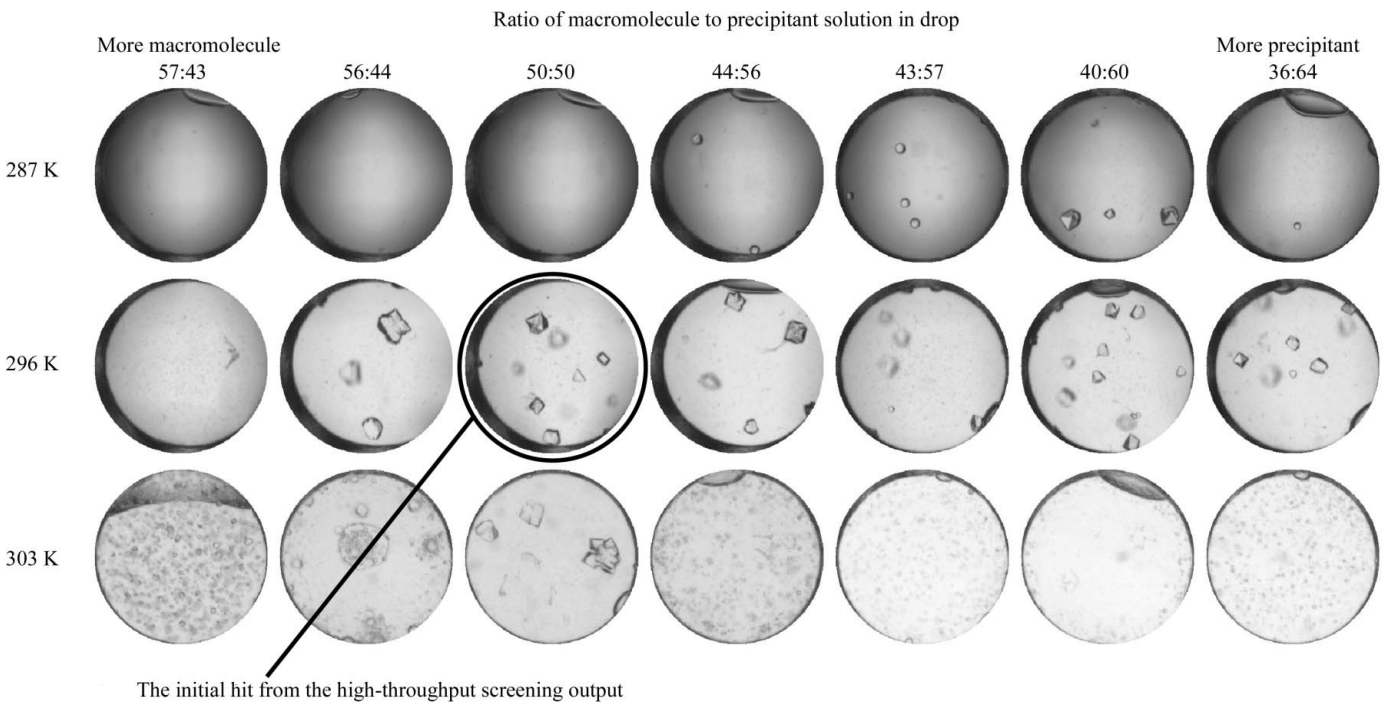 Ratio of macromolecule to precipitant solution in drop
More macromolecule
More precipitant
57:43
56:44
50:50
44:56
43:57
40:60
36:64
287 K
296 K
303 K
The initial hit from the high-throughput screening output